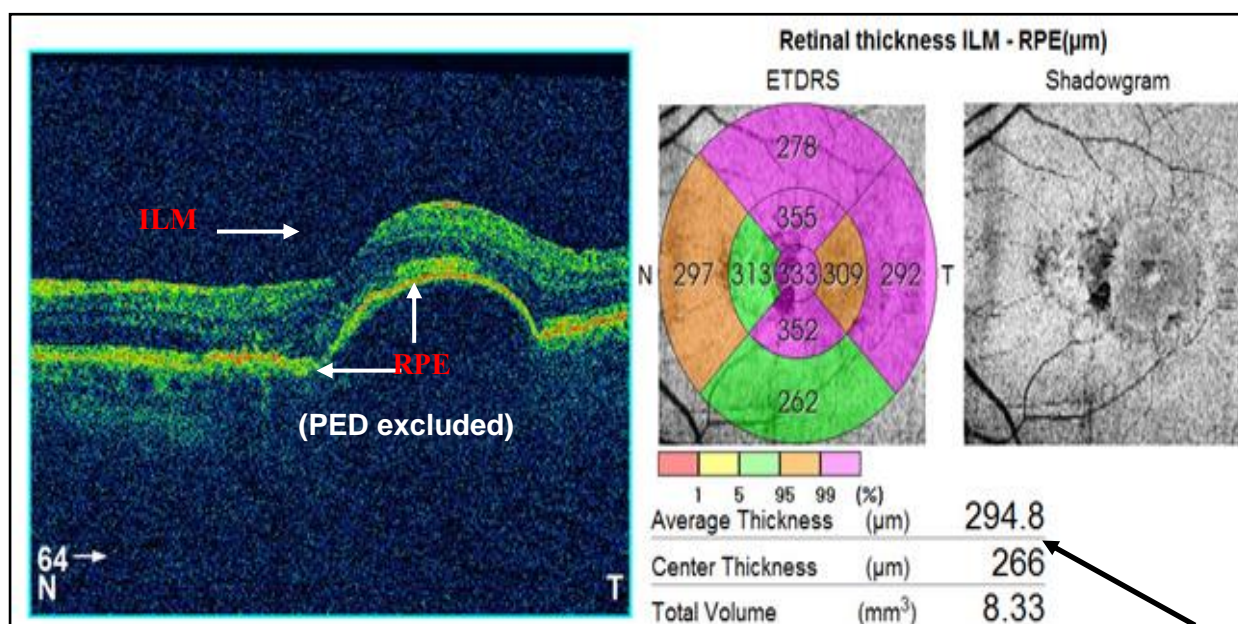 ILM
RPE
(PED excluded)
64
N
T
Retinal thickness ILM - RPE(µm)
ETDRS
Shadowgram
278
355
N 297 313 333 309 292 T
352
262
1 5 95 99 (%)
Average Thickness (µm) 294.8
Center Thickness (µm) 266
Total Volume (mm³) 8.33